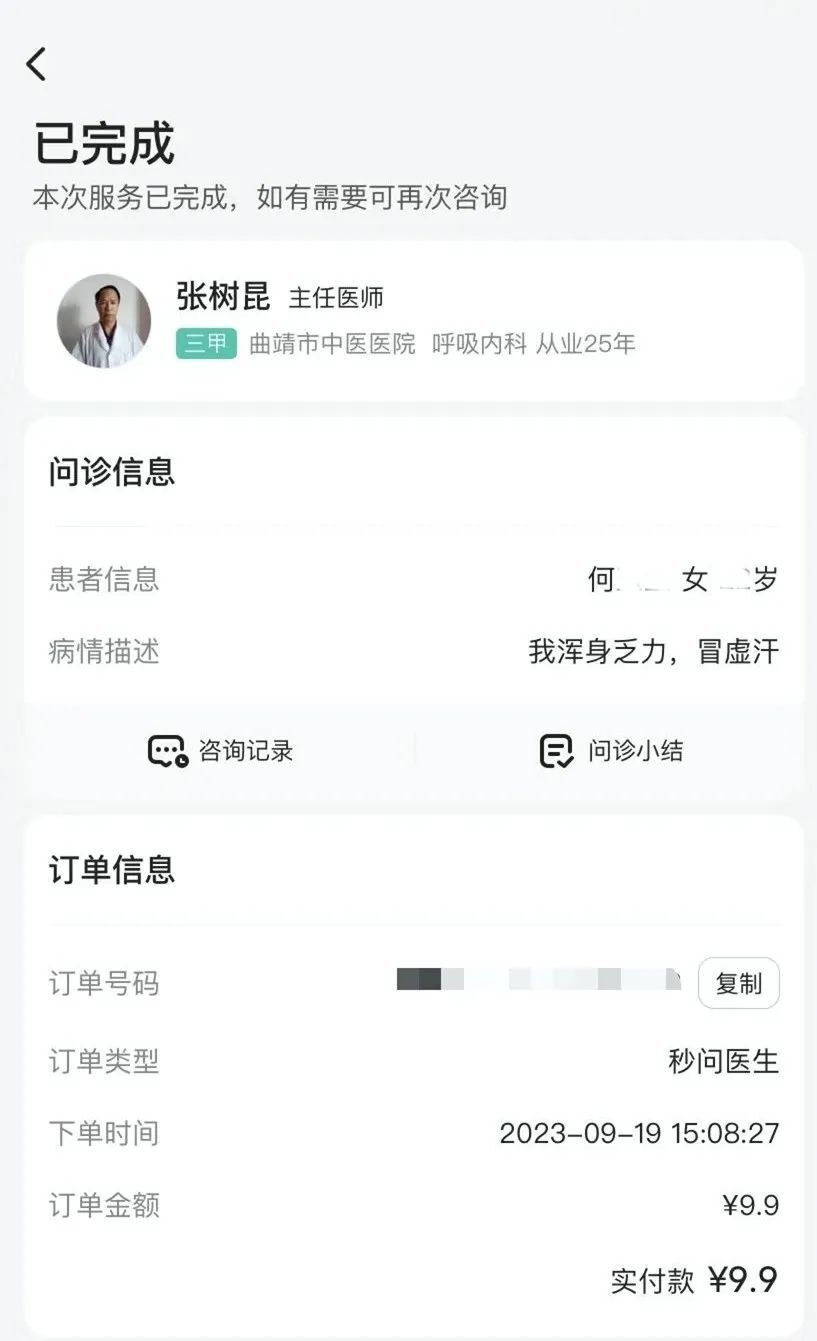 已完成
本次服务已完成，如有需要可再次咨询
张树昆 主任医师
三甲 曲靖市中医医院 呼吸内科 从业25年
问诊信息
患者信息 何 女 岁
病情描述 我浑身乏力，冒虚汗
咨询记录 问诊小结
订单信息
订单号码 复制
订单类型 秒问医生
下单时间 2023-09-19 15:08:27
订单金额 ¥9.9
实付款 ¥9.9